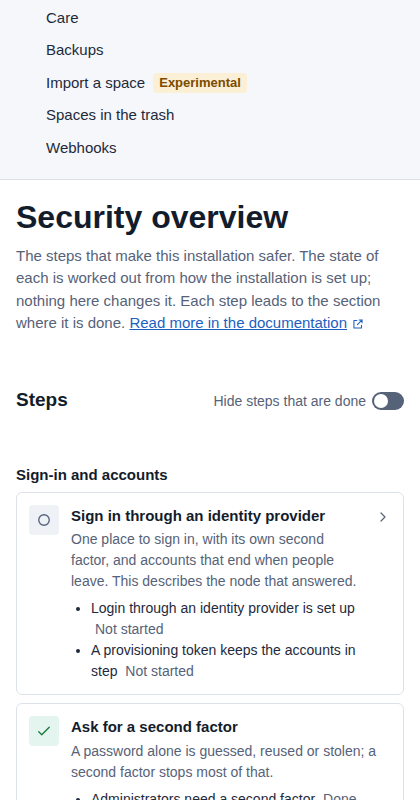 Care
Backups
Import a space Experimental
Spaces in the trash
Webhooks
Security overview
The steps that make this installation safer. The state of
each is worked out from how the installation is set up;
nothing here changes it. Each step leads to the section
where it is done. Read more in the documentation
Steps
Hide steps that are done
Sign-in and accounts
Sign in through an identity provider
One place to sign in, with its own second
factor, and accounts that end when people
leave. This describes the node that answered.
• Login through an identity provider is set up
Not started
• A provisioning token keeps the accounts in
step Not started
Ask for a second factor
A password alone is guessed, reused or stolen; a
second factor stops most of that.
• Administrators need a second factor Done